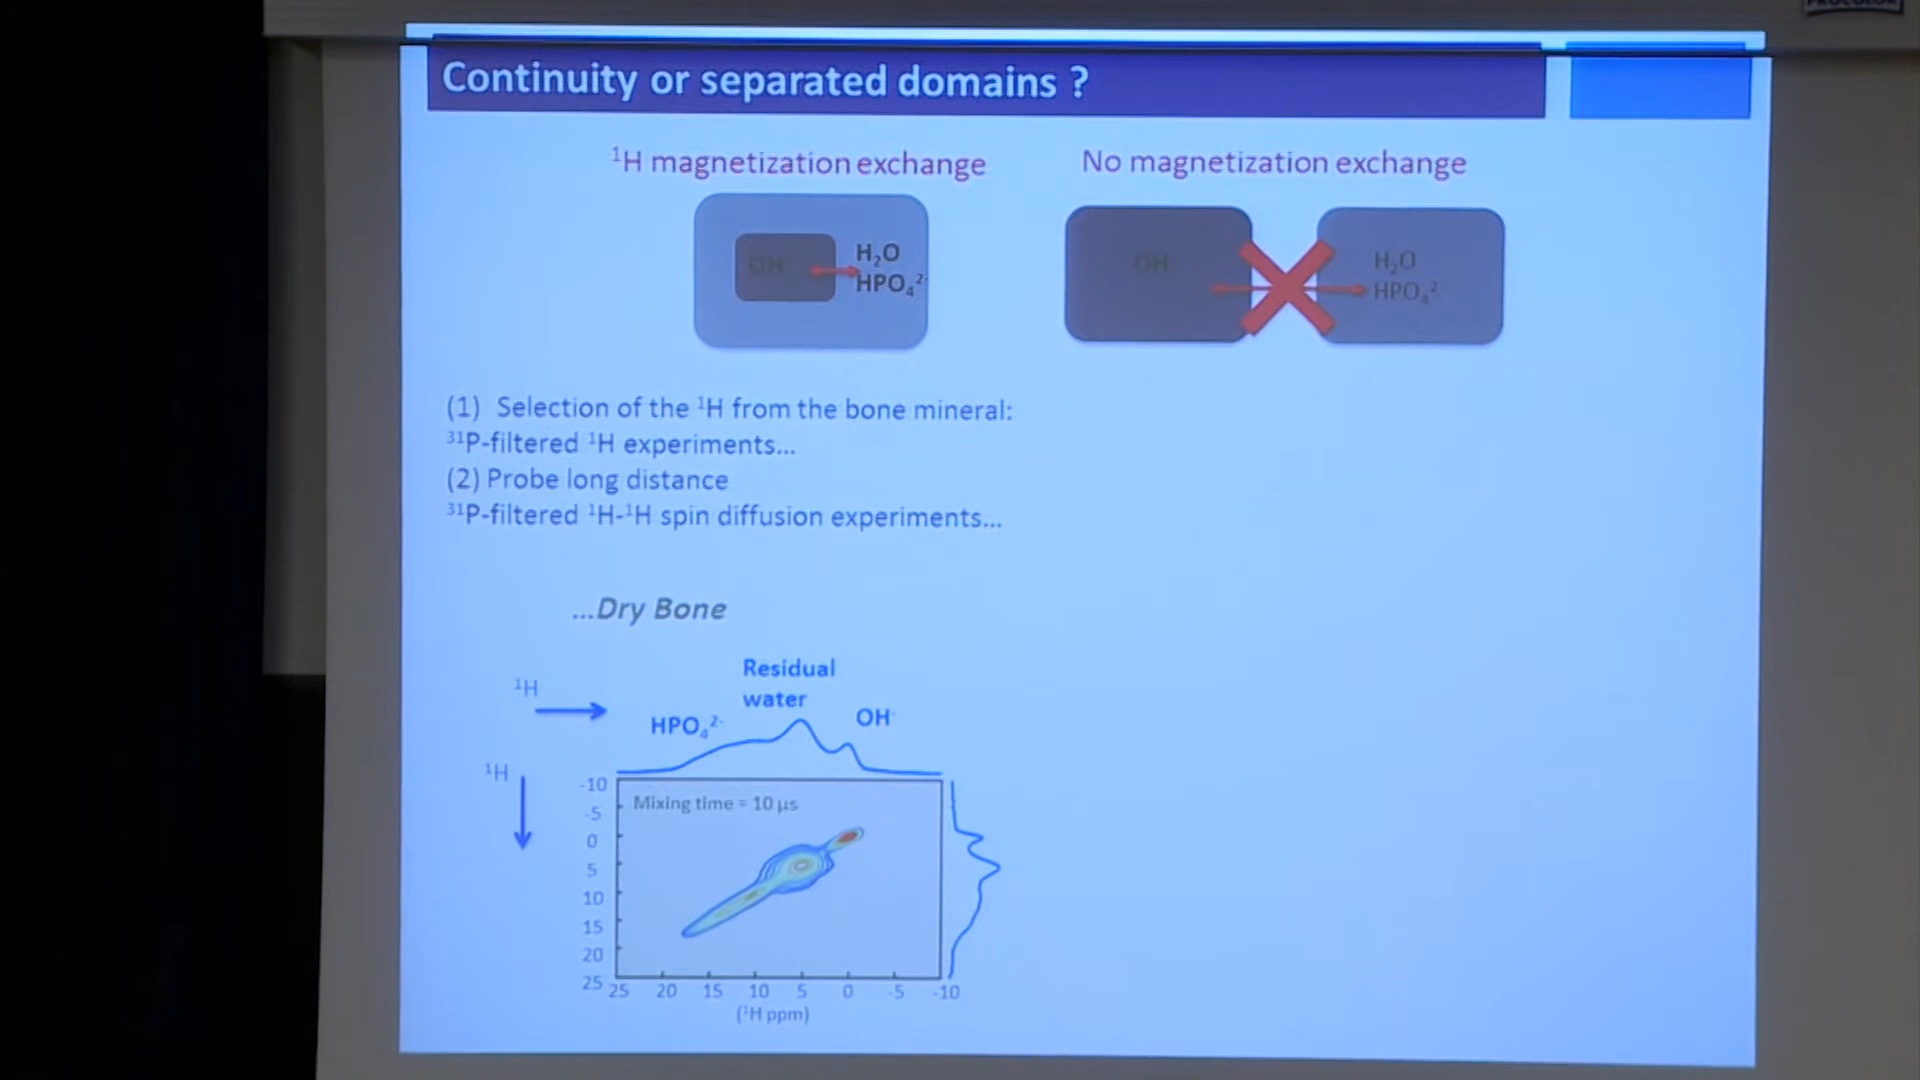 Continuity or separated domains ?
¹H magnetization exchange
No magnetization exchange
OH
H₂O
HPO₄²⁻
OH
H₂O
HPO₄²
(1) Selection of the ¹H from the bone mineral:
³¹P-filtered ¹H experiments...
(2) Probe long distance
³¹P-filtered ¹H-¹H spin diffusion experiments...
...Dry Bone
Residual
water
¹H
HPO₄²⁻
OH⁻
¹H
Mixing time = 10 µs
-10
-5
0
5
10
15
20
25
25 20 15 10 5 0 -5 -10
(¹H ppm)